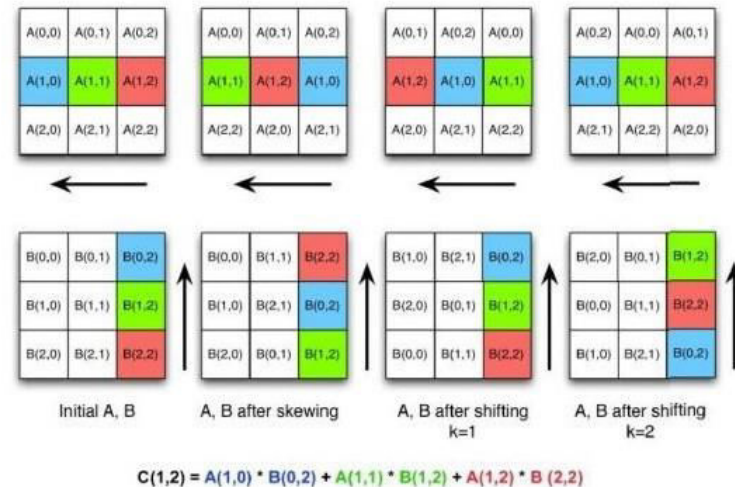 A(0,0) A(0,1) A(0,2) A(0,0) A(0,1) A(0,2) A(0,1) A(0,2) A(0,0) A(0,2) A(0,0) A(0,1)
A(1,0) A(1,1) A(1,2) A(1,1) A(1,2) A(1,0) A(1,2) A(1,0) A(1,1) A(1,0) A(1,1) A(1,2)
A(2,0) A(2,1) A(2,2) A(2,2) A(2,0) A(2,1) A(2,0) A(2,1) A(2,2) A(2,1) A(2,2) A(2,0)
B(0,0) B(0,1) B(0,2) B(0,0) B(1,1) B(2,2) B(1,0) B(2,1) B(0,2) B(2,0) B(0,1) B(1,2)
B(1,0) B(1,1) B(1,2) B(1,0) B(2,1) B(0,2) B(2,0) B(0,1) B(1,2) B(0,0) B(1,1) B(2,2)
B(2,0) B(2,1) B(2,2) B(2,0) B(0,1) B(1,2) B(0,0) B(1,1) B(2,2) B(1,0) B(2,1) B(0,2)
Initial A, B A, B after skewing A, B after shifting A, B after shifting
k=1 k=2
C(1,2) = A(1,0) * B(0,2) + A(1,1) * B(1,2) + A(1,2) * B (2,2)